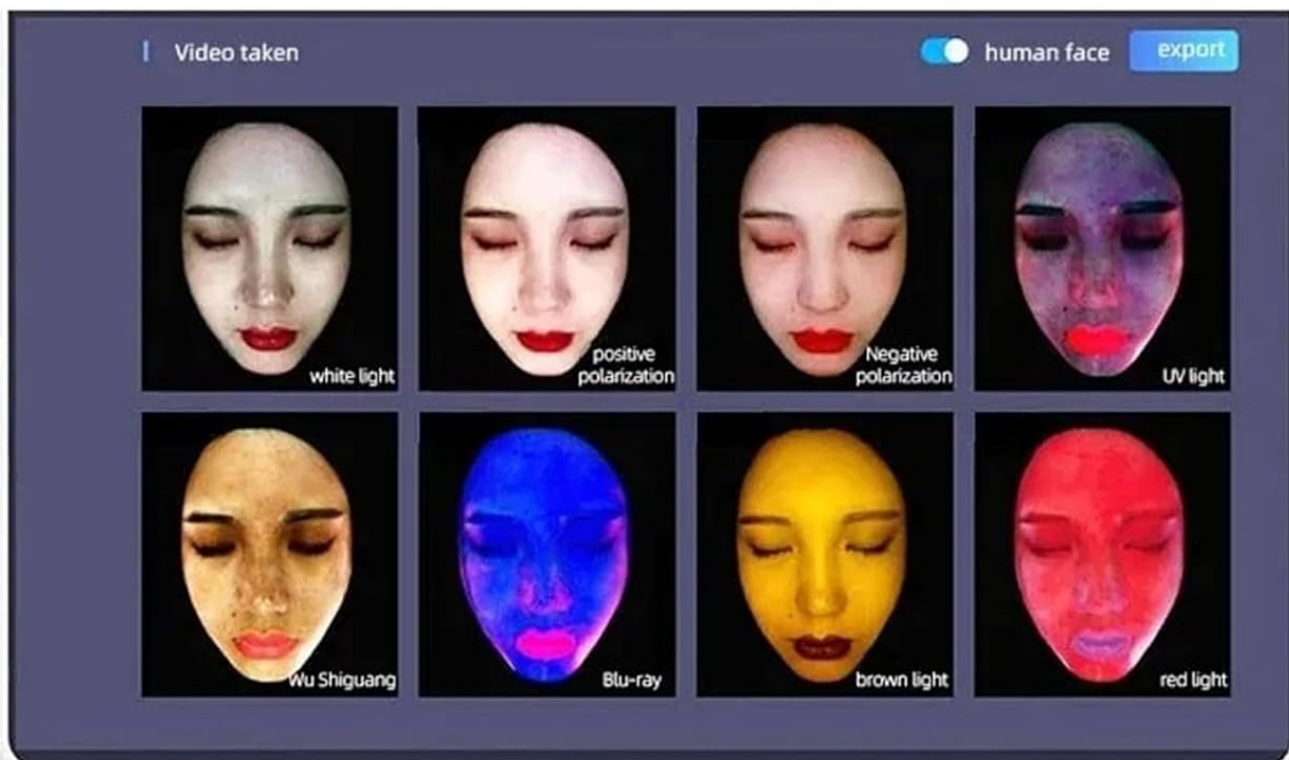 Video taken
human face
export
white light
positive
polarization
Negative
polarization
UV light
Wu Shiguang
Blu-ray
brown light
red light